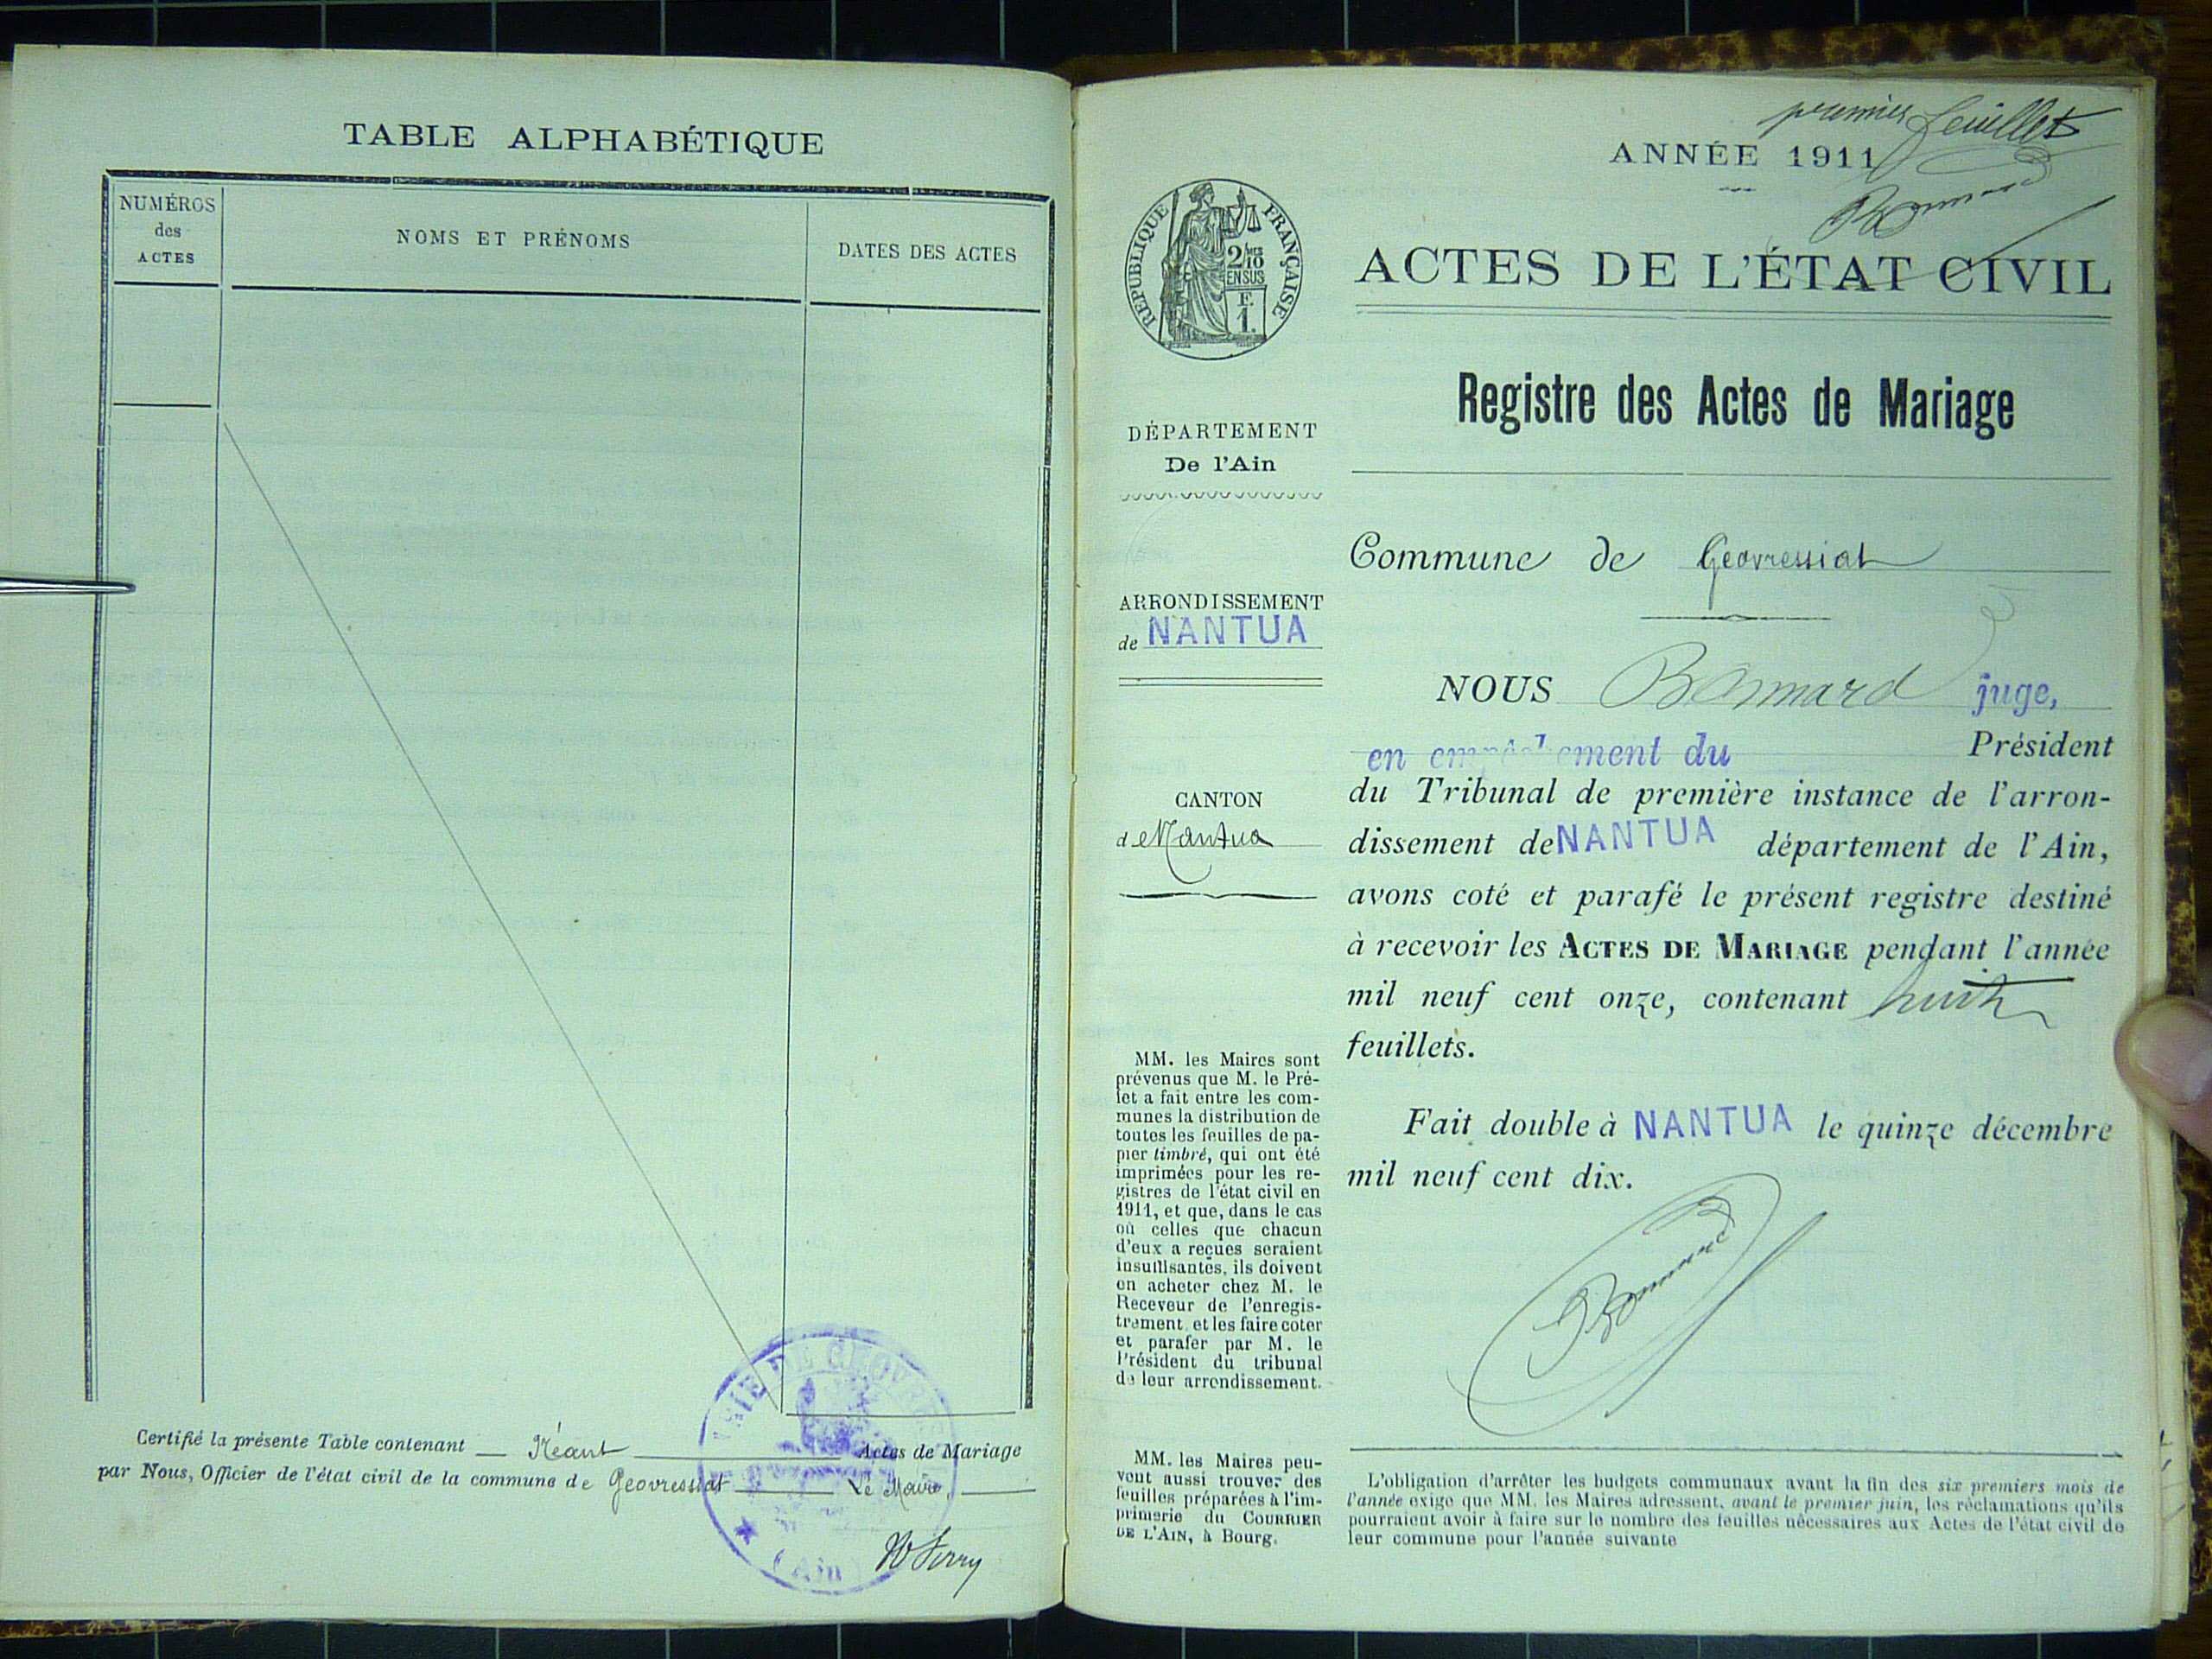 TABLE ALPHABÉTIQUE
NUMÉROS
des
ACTES
NOMS ET PRÉNOMS
DATES DES ACTES
Certifié la présente Table contenant Néant Actes de Mariage
par Nous, Officier de l'état civil de la commune de Geovressiat Le Maire,
(Ain)
premier feuillet
ANNÉE 1911
Bonnard
RÉPUBLIQUE FRANÇAISE
2/10
EN SUS
F.
1.
ACTES DE L'ÉTAT CIVIL
Registre des Actes de Mariage
DÉPARTEMENT
De l'Ain
ARRONDISSEMENT
de NANTUA
CANTON
de Nantua
MM. les Maires sont
prévenus que M. le Pré-
fet a fait entre les com-
munes la distribution de
toutes les feuilles de pa-
pier timbré, qui ont été
imprimées pour les re-
gistres de l'état civil en
1911, et que, dans le cas
où celles que chacun
d'eux a reçues seraient
insuffisantes, ils doivent
en acheter chez M. le
Receveur de l'enregis-
trement et les faire coter
et parafer par M. le
Président du tribunal
de leur arrondissement.
MM. les Maires peu-
vent aussi trouver des
feuilles préparées à l'im-
primerie du COURRIER
DE L'AIN, à Bourg.
Commune de Geovressiat
NOUS Bonnard juge,
en empêchement du Président
du Tribunal de première instance de l'arron-
dissement de NANTUA département de l'Ain,
avons coté et parafé le présent registre destiné
à recevoir les ACTES DE MARIAGE pendant l'année
mil neuf cent onze, contenant huit
feuillets.
Fait double à NANTUA le quinze décembre
mil neuf cent dix.
Bonnard
L'obligation d'arrêter les budgets communaux avant la fin des six premiers mois de
l'année exige que MM. les Maires adressent, avant le premier juin, les réclamations qu'ils
pourraient avoir à faire sur le nombre des feuilles nécessaires aux Actes de l'état civil de
leur commune pour l'année suivante